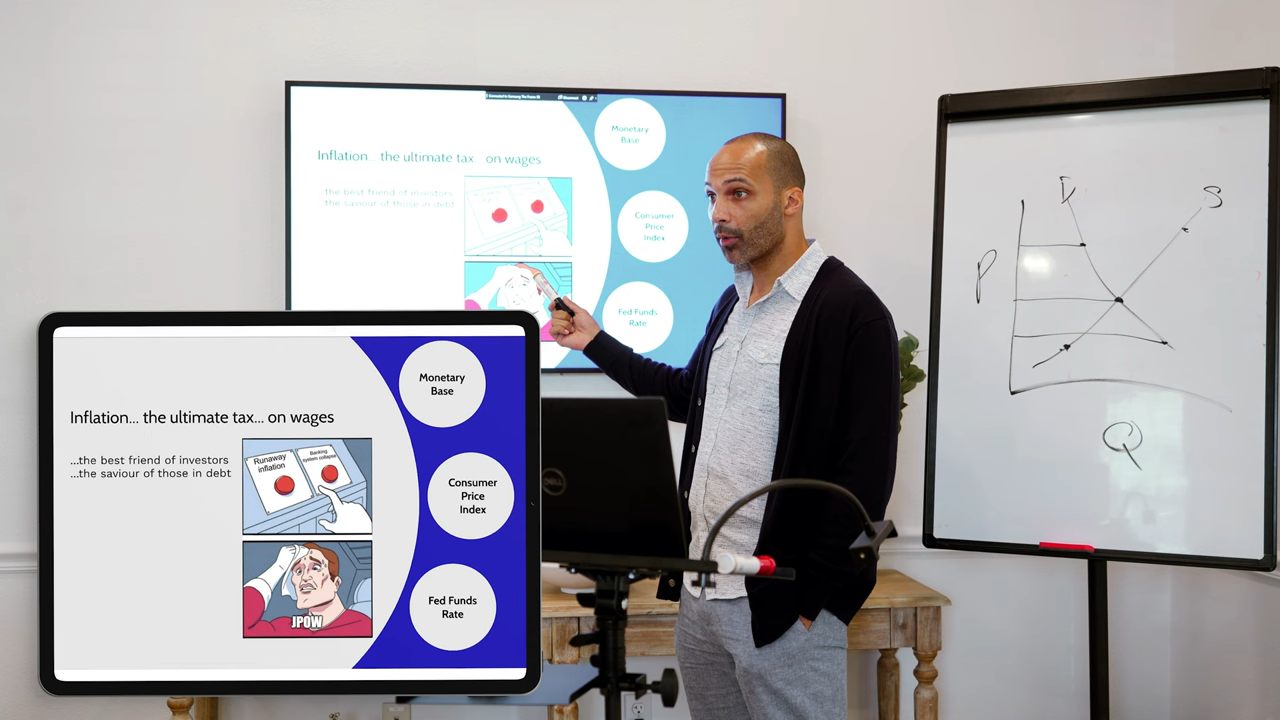 Inflation... the ultimate tax... on wages
...the best friend of investors
...the saviour of those in debt
Monetary
Base
Consumer
Price
Index
Fed Funds
Rate
Inflation... the ultimate tax... on wages
...the best friend of investors
...the saviour of those in debt
Runaway
inflation
Banking
system collapse
JPOW
Monetary
Base
Consumer
Price
Index
Fed Funds
Rate
DELL
D
S
P
Q